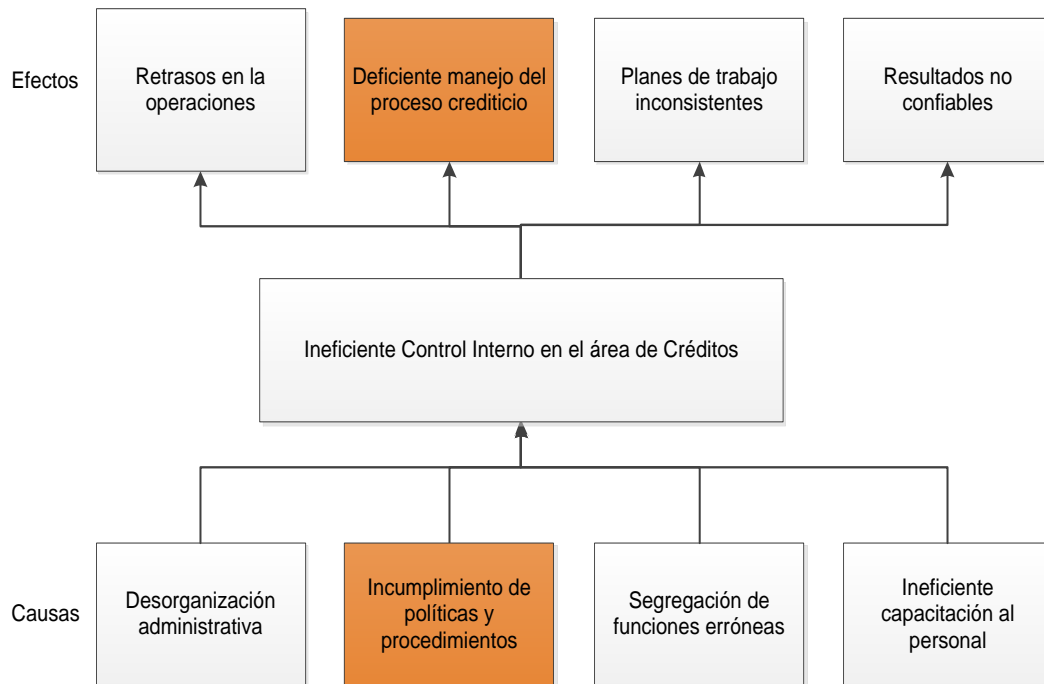 Efectos
Retrasos en la
operaciones
Deficiente manejo del
proceso crediticio
Planes de trabajo
inconsistentes
Resultados no
confiables
Ineficiente Control Interno en el área de Créditos
Causas
Desorganización
administrativa
Incumplimiento de
políticas y
procedimientos
Segregación de
funciones erróneas
Ineficiente
capacitación al
personal